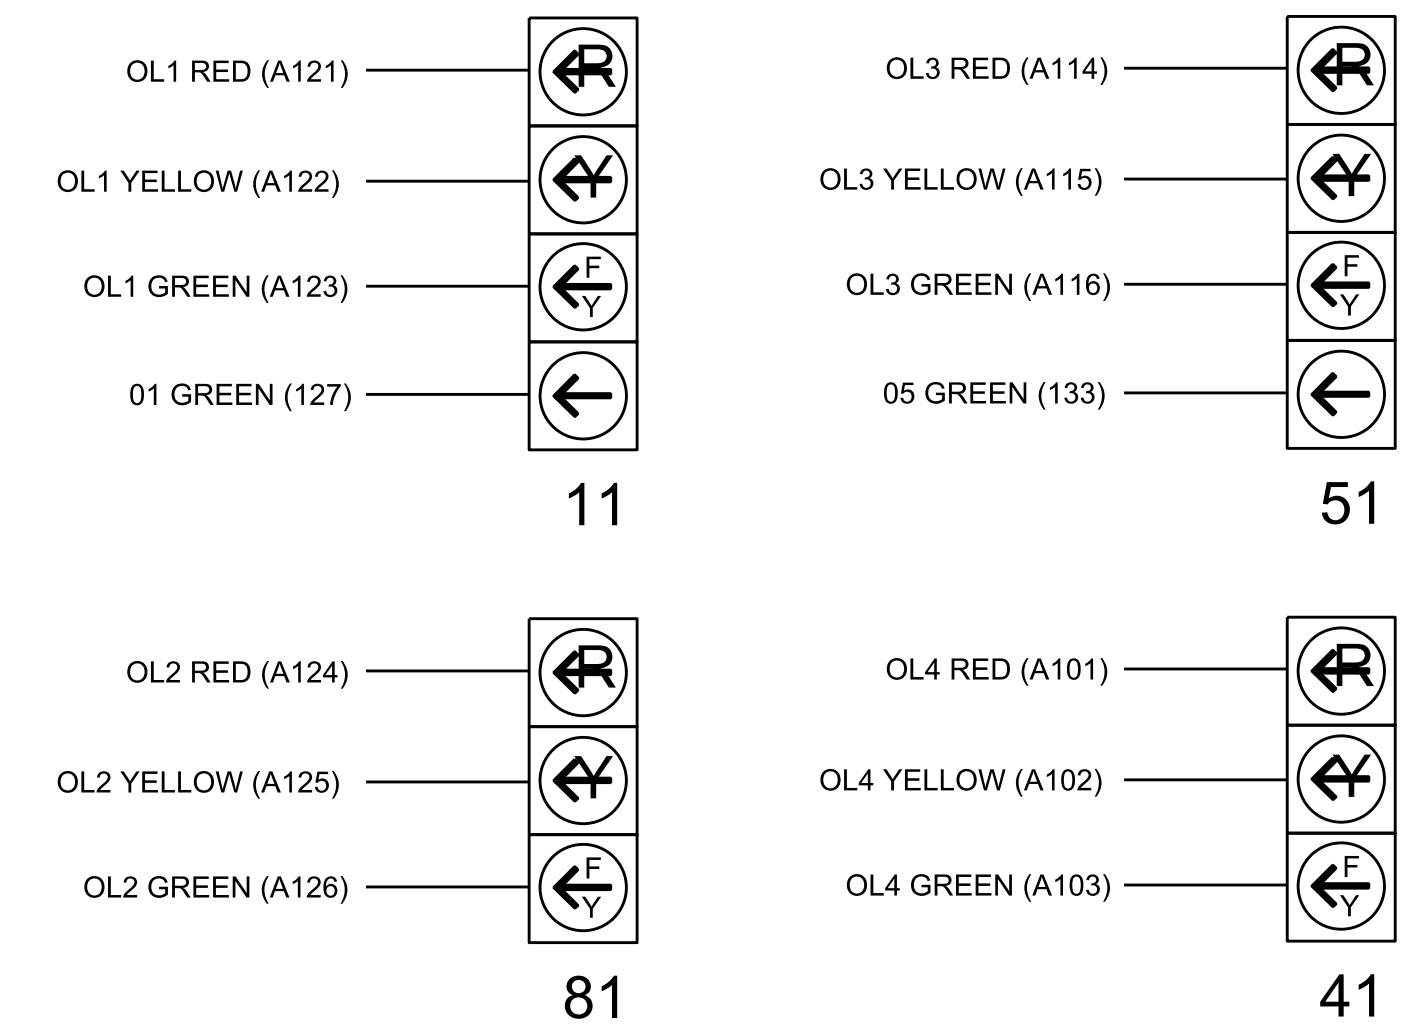 OL1 RED (A121)
R
OL1 YELLOW (A122)
Y
OL1 GREEN (A123)
F
Y
01 GREEN (127)
11
OL3 RED (A114)
R
OL3 YELLOW (A115)
Y
OL3 GREEN (A116)
F
Y
05 GREEN (133)
51
OL2 RED (A124)
R
OL2 YELLOW (A125)
Y
OL2 GREEN (A126)
F
Y
81
OL4 RED (A101)
R
OL4 YELLOW (A102)
Y
OL4 GREEN (A103)
F
Y
41